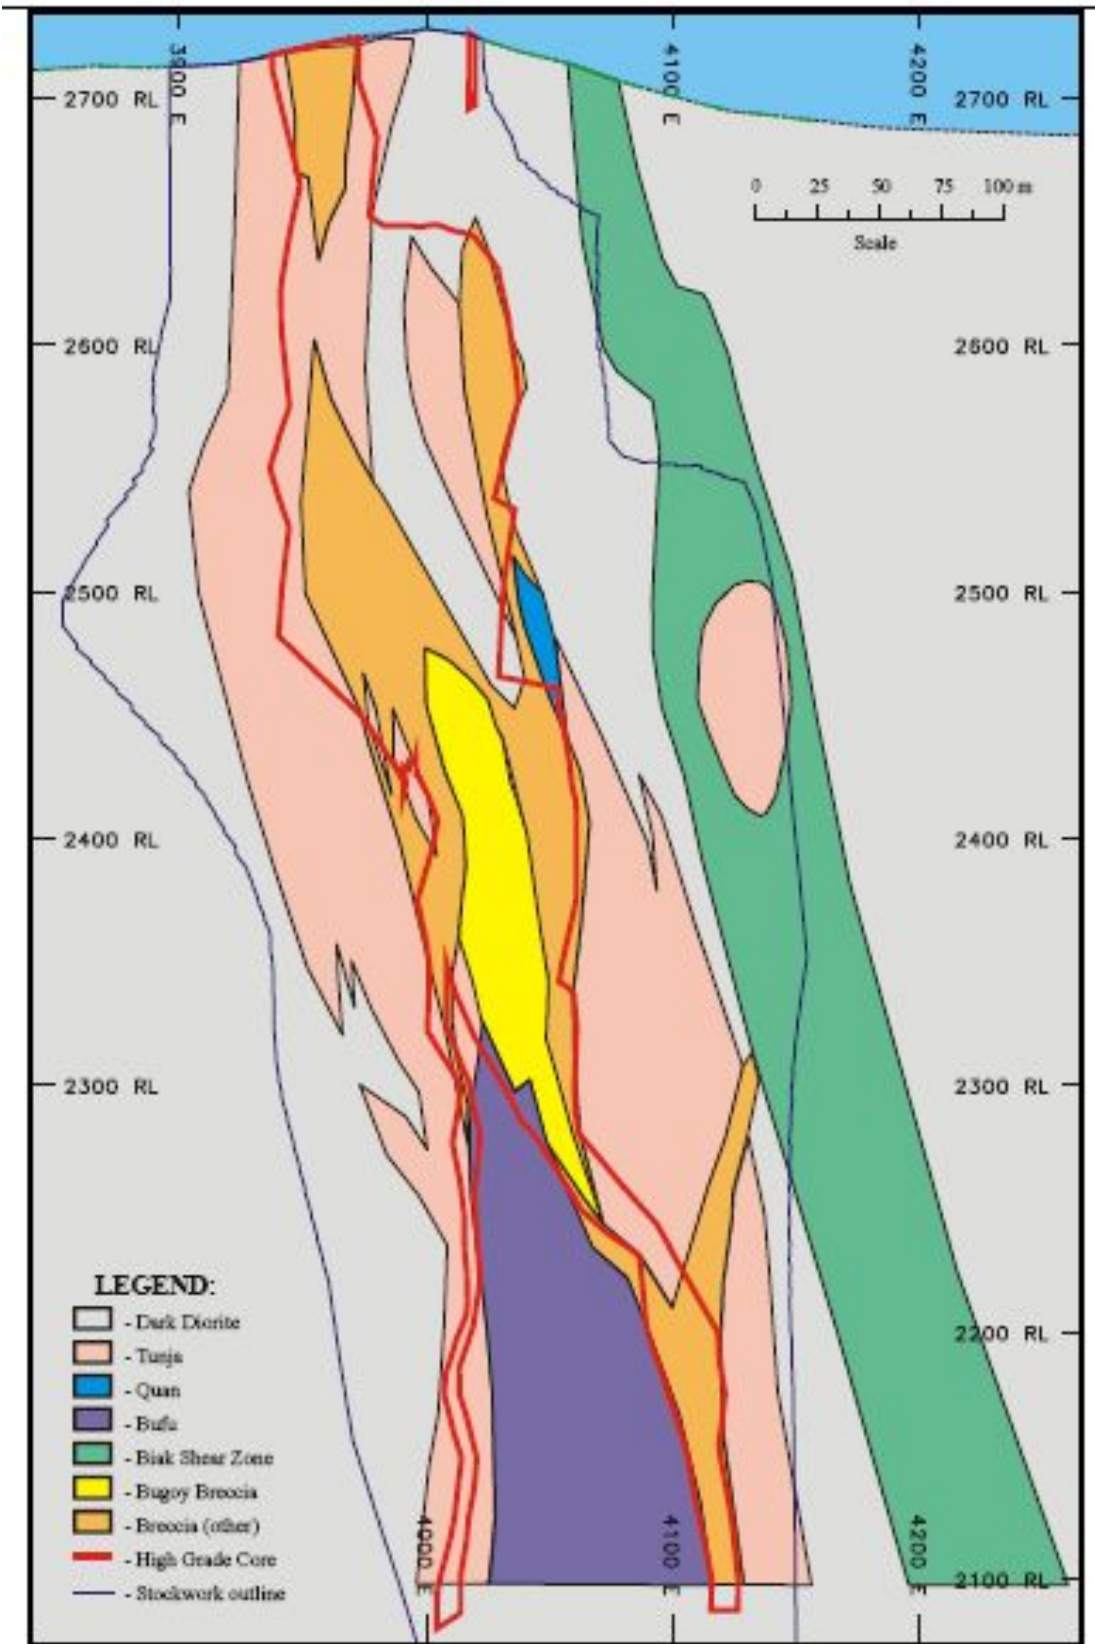 3900 E
4100 E
4200 E
2700 RL
2700 RL
0 25 50 75 100 m
Scale
2600 RL
2600 RL
2500 RL
2500 RL
2400 RL
2400 RL
2300 RL
2300 RL
LEGEND:
- Dark Diorite
2200 RL
- Tunja
- Quan
- Bufu
- Biak Shear Zone
- Bugoy Breccia
- Breccia (other)
- High Grade Core
- Stockwork outline
4000 E
4100 E
4200 E
2100 RL